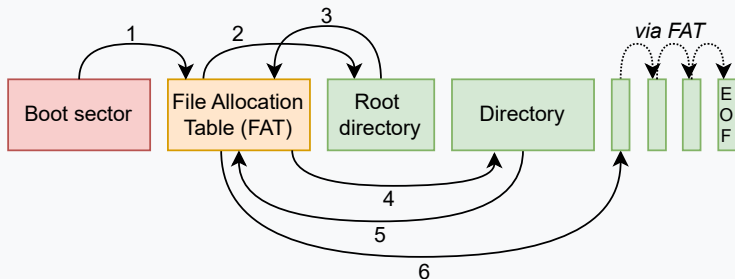 1
2
3
via FAT
Boot sector
File Allocation
Table (FAT)
Root
directory
Directory
E
O
F
4
5
6